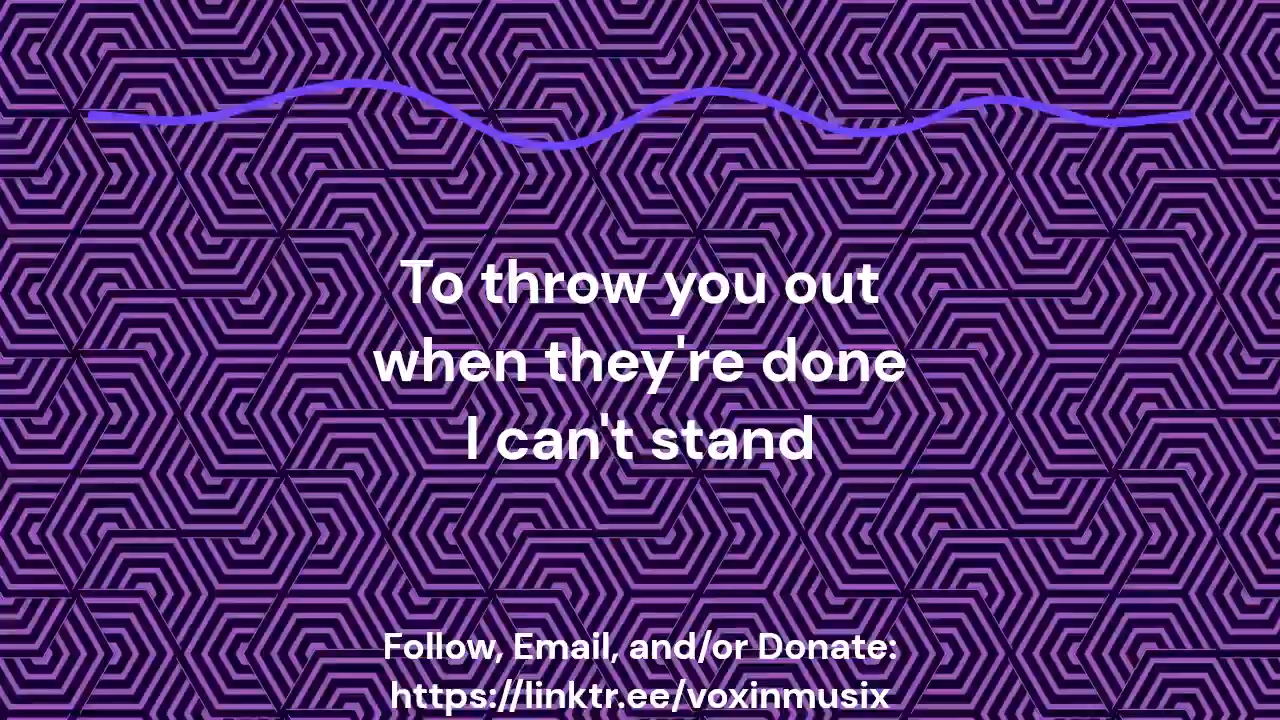 To throw you out
when they're done
I can't stand
Follow, Email, and/or Donate:
https://linktr.ee/voxinmusix